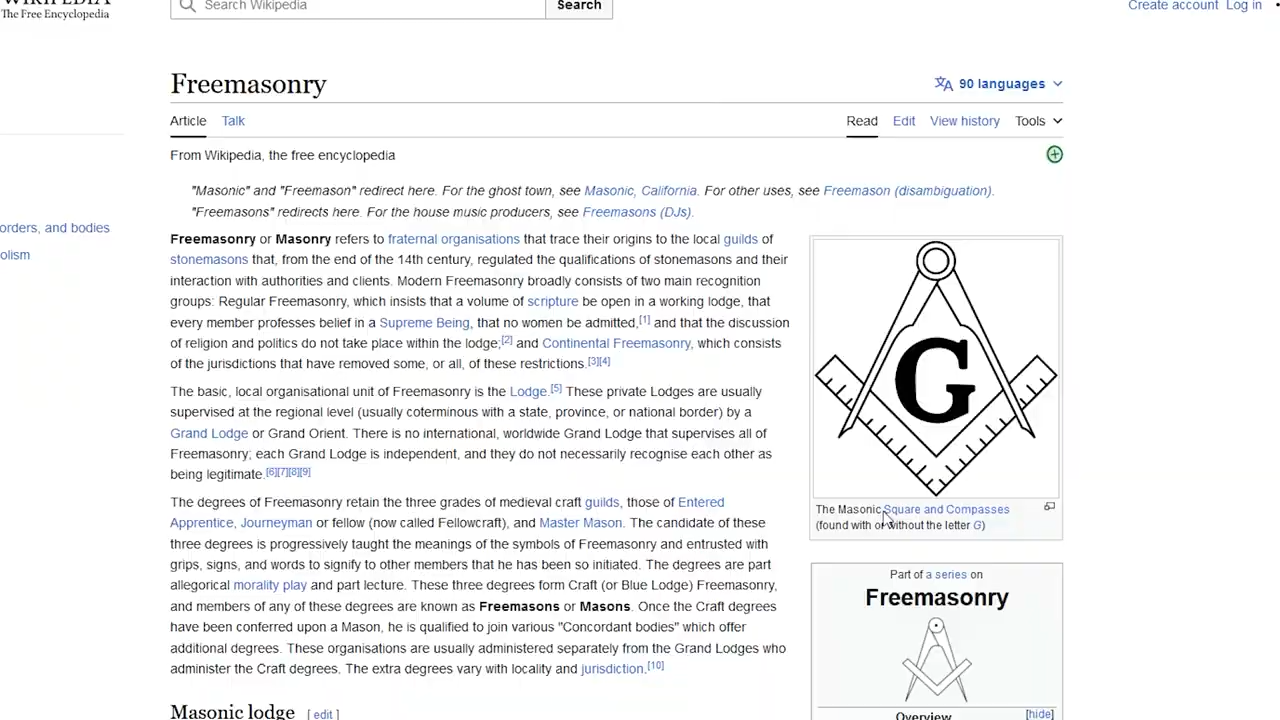 WIKIPEDIA
The Free Encyclopedia
Search Wikipedia
Search
Create account Log in
Freemasonry
90 languages
Article Talk
Read Edit View history Tools
From Wikipedia, the free encyclopedia
"Masonic" and "Freemason" redirect here. For the ghost town, see Masonic, California. For other uses, see Freemason (disambiguation).
"Freemasons" redirects here. For the house music producers, see Freemasons (DJs).
orders, and bodies
olism
Freemasonry or Masonry refers to fraternal organisations that trace their origins to the local guilds of
stonemasons that, from the end of the 14th century, regulated the qualifications of stonemasons and their
interaction with authorities and clients. Modern Freemasonry broadly consists of two main recognition
groups: Regular Freemasonry, which insists that a volume of scripture be open in a working lodge, that
every member professes belief in a Supreme Being, that no women be admitted,[1] and that the discussion
of religion and politics do not take place within the lodge;[2] and Continental Freemasonry, which consists
of the jurisdictions that have removed some, or all, of these restrictions.[3][4]
The basic, local organisational unit of Freemasonry is the Lodge.[5] These private Lodges are usually
supervised at the regional level (usually coterminous with a state, province, or national border) by a
Grand Lodge or Grand Orient. There is no international, worldwide Grand Lodge that supervises all of
Freemasonry; each Grand Lodge is independent, and they do not necessarily recognise each other as
being legitimate.[6][7][8][9]
The degrees of Freemasonry retain the three grades of medieval craft guilds, those of Entered
Apprentice, Journeyman or fellow (now called Fellowcraft), and Master Mason. The candidate of these
three degrees is progressively taught the meanings of the symbols of Freemasonry and entrusted with
grips, signs, and words to signify to other members that he has been so initiated. The degrees are part
allegorical morality play and part lecture. These three degrees form Craft (or Blue Lodge) Freemasonry,
and members of any of these degrees are known as Freemasons or Masons. Once the Craft degrees
have been conferred upon a Mason, he is qualified to join various "Concordant bodies" which offer
additional degrees. These organisations are usually administered separately from the Grand Lodges who
administer the Craft degrees. The extra degrees vary with locality and jurisdiction.[10]
Masonic lodge [ edit ]
G
The Masonic Square and Compasses
(found with or without the letter G)
Part of a series on
Freemasonry
Overview
[hide]